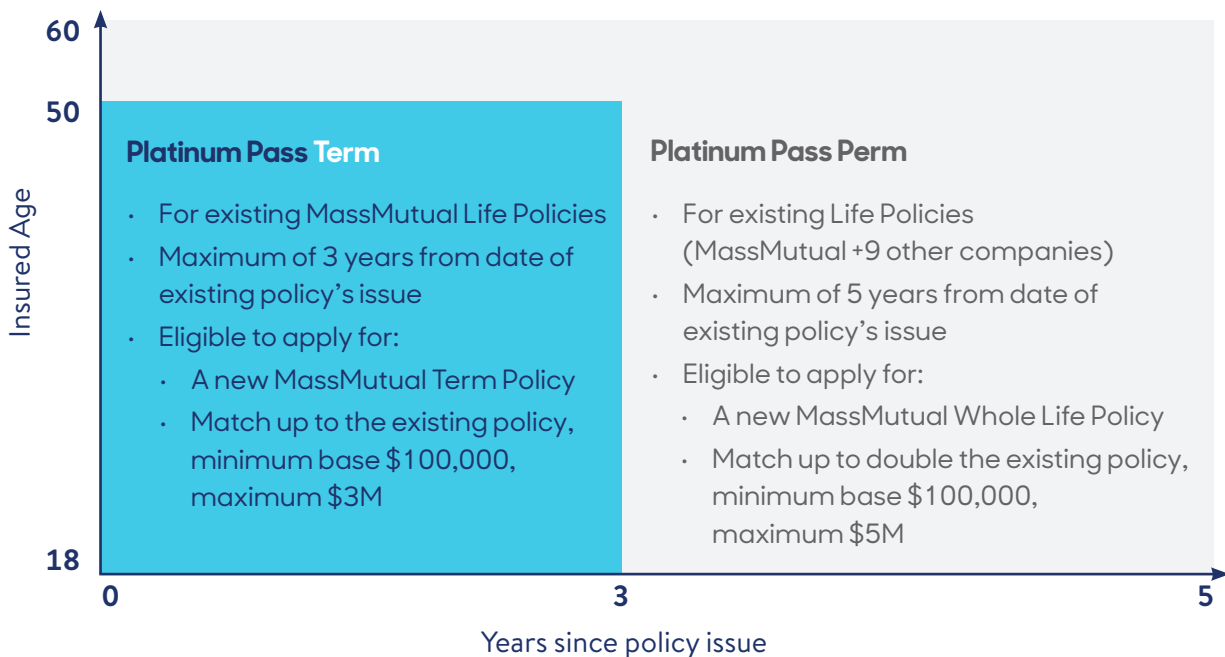 60
50
18
Insured Age
Platinum Pass Term
· For existing MassMutual Life Policies
· Maximum of 3 years from date of
existing policy's issue
· Eligible to apply for:
· A new MassMutual Term Policy
· Match up to the existing policy,
minimum base $100,000,
maximum $3M
Platinum Pass Perm
· For existing Life Policies
(MassMutual +9 other companies)
· Maximum of 5 years from date of
existing policy's issue
· Eligible to apply for:
· A new MassMutual Whole Life Policy
· Match up to double the existing policy,
minimum base $100,000,
maximum $5M
0
3
5
Years since policy issue